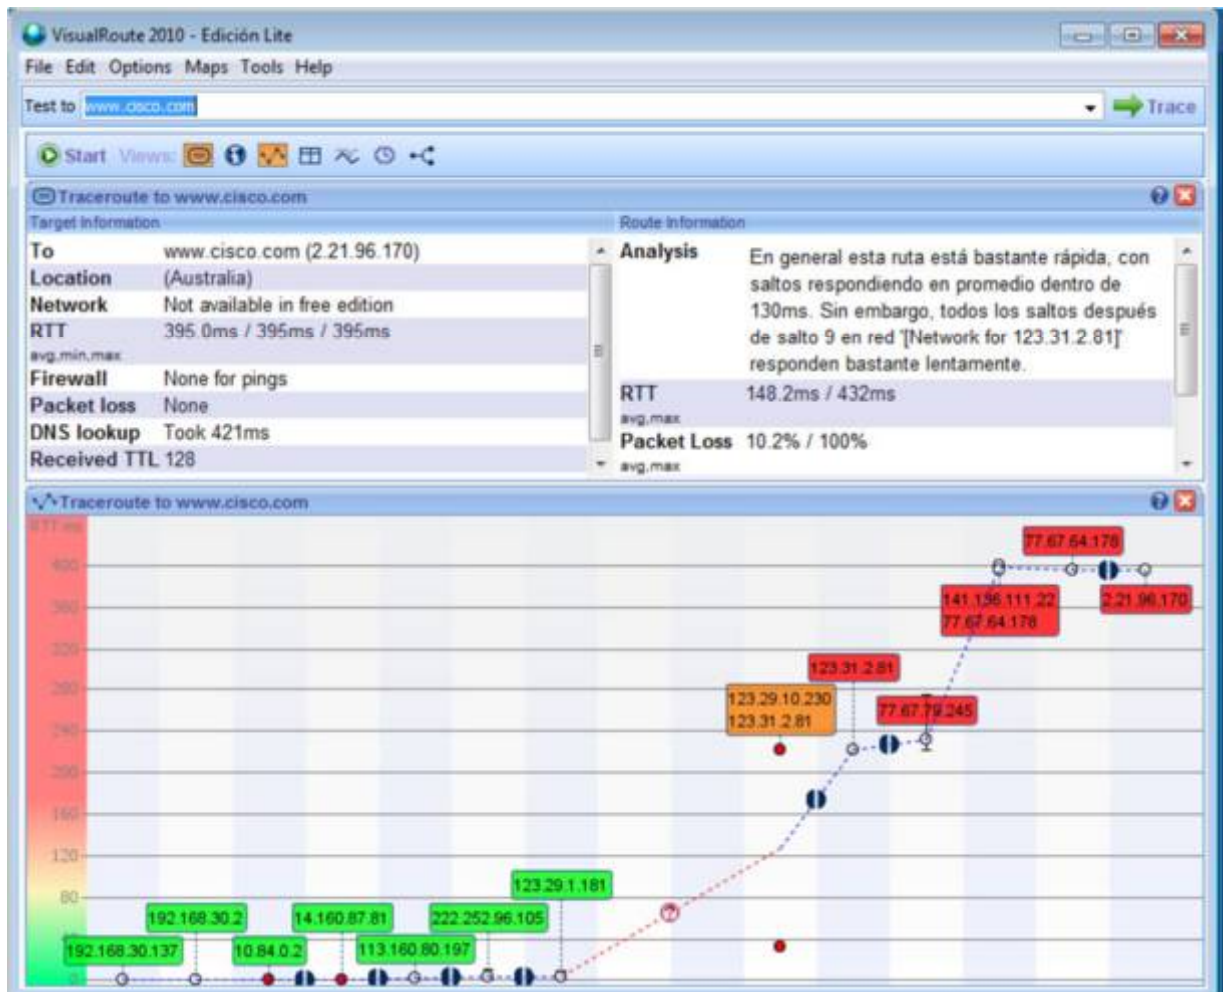 VisualRoute 2010 - Edición Lite
File Edit Options Maps Tools Help
Test to www.cisco.com Trace
Start Views:
Traceroute to www.cisco.com
Target Information
To www.cisco.com (2.21.96.170)
Location (Australia)
Network Not available in free edition
RTT 395.0ms / 395ms / 395ms
avg,min,max
Firewall None for pings
Packet loss None
DNS lookup Took 421ms
Received TTL 128
Route Information
Analysis En general esta ruta está bastante rápida, con
saltos respondiendo en promedio dentro de
130ms. Sin embargo, todos los saltos después
de salto 9 en red '[Network for 123.31.2.81]'
responden bastante lentamente.
RTT 148.2ms / 432ms
avg,max
Packet Loss 10.2% / 100%
avg,max
Traceroute to www.cisco.com
RTT ms
77.67.64.178
400
141.136.111.22
77.67.64.178
2.21.96.170
360
320
123.31.2.81
280
123.29.10.230
123.31.2.81
77.67.79.245
240
200
160
120
123.29.1.181
80
192.168.30.2
14.160.87.81
222.252.96.105
40
192.168.30.137
10.84.0.2
113.160.80.197
0